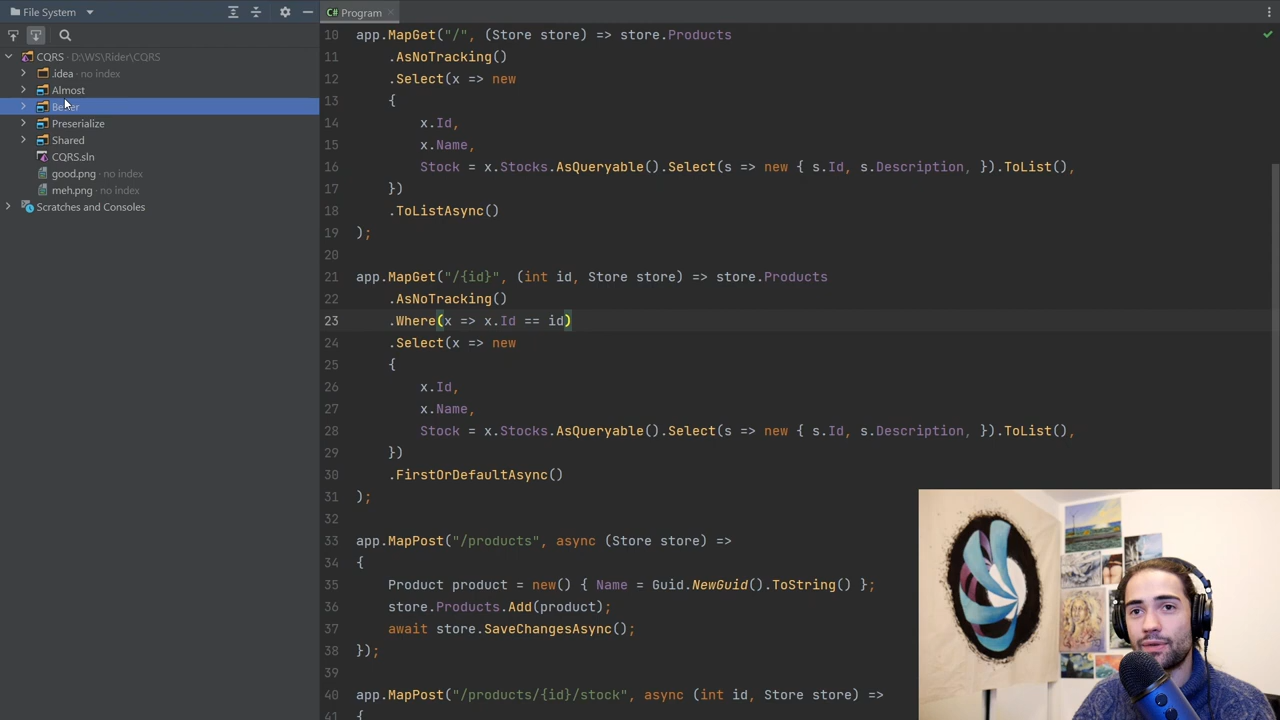 File System
C# Program
CQRS D:\WS\Rider\CQRS
.idea no index
Almost
Better
Preserialize
Shared
CQRS.sln
good.png no index
meh.png no index
Scratches and Consoles
10 app.MapGet("/", (Store store) => store.Products
11 .AsNoTracking()
12 .Select(x => new
13 {
14 x.Id,
15 x.Name,
16 Stock = x.Stocks.AsQueryable().Select(s => new { s.Id, s.Description, }).ToList(),
17 })
18 .ToListAsync()
19 );
20
21 app.MapGet("/{id}", (int id, Store store) => store.Products
22 .AsNoTracking()
23 .Where(x => x.Id == id)
24 .Select(x => new
25 {
26 x.Id,
27 x.Name,
28 Stock = x.Stocks.AsQueryable().Select(s => new { s.Id, s.Description, }).ToList(),
29 })
30 .FirstOrDefaultAsync()
31 );
32
33 app.MapPost("/products", async (Store store) =>
34 {
35 Product product = new() { Name = Guid.NewGuid().ToString() };
36 store.Products.Add(product);
37 await store.SaveChangesAsync();
38 });
39
40 app.MapPost("/products/{id}/stock", async (int id, Store store) =>
41 {